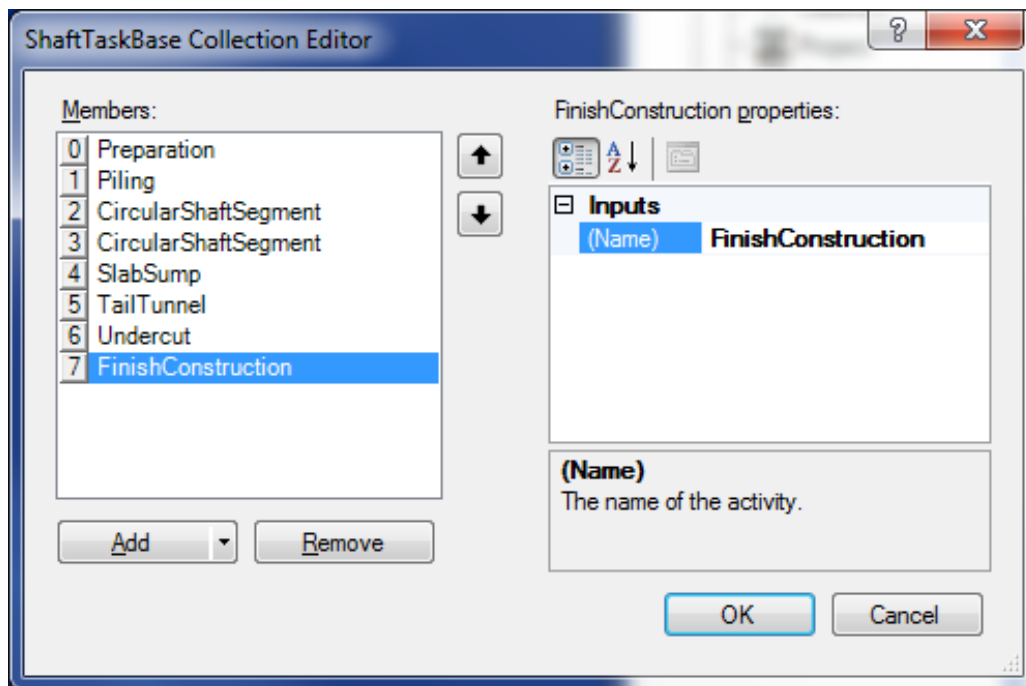 ShaftTaskBase Collection Editor
Members:
0 Preparation
1 Piling
2 CircularShaftSegment
3 CircularShaftSegment
4 SlabSump
5 TailTunnel
6 Undercut
7 FinishConstruction
Add
Remove
FinishConstruction properties:
Inputs
(Name) FinishConstruction
(Name)
The name of the activity.
OK
Cancel